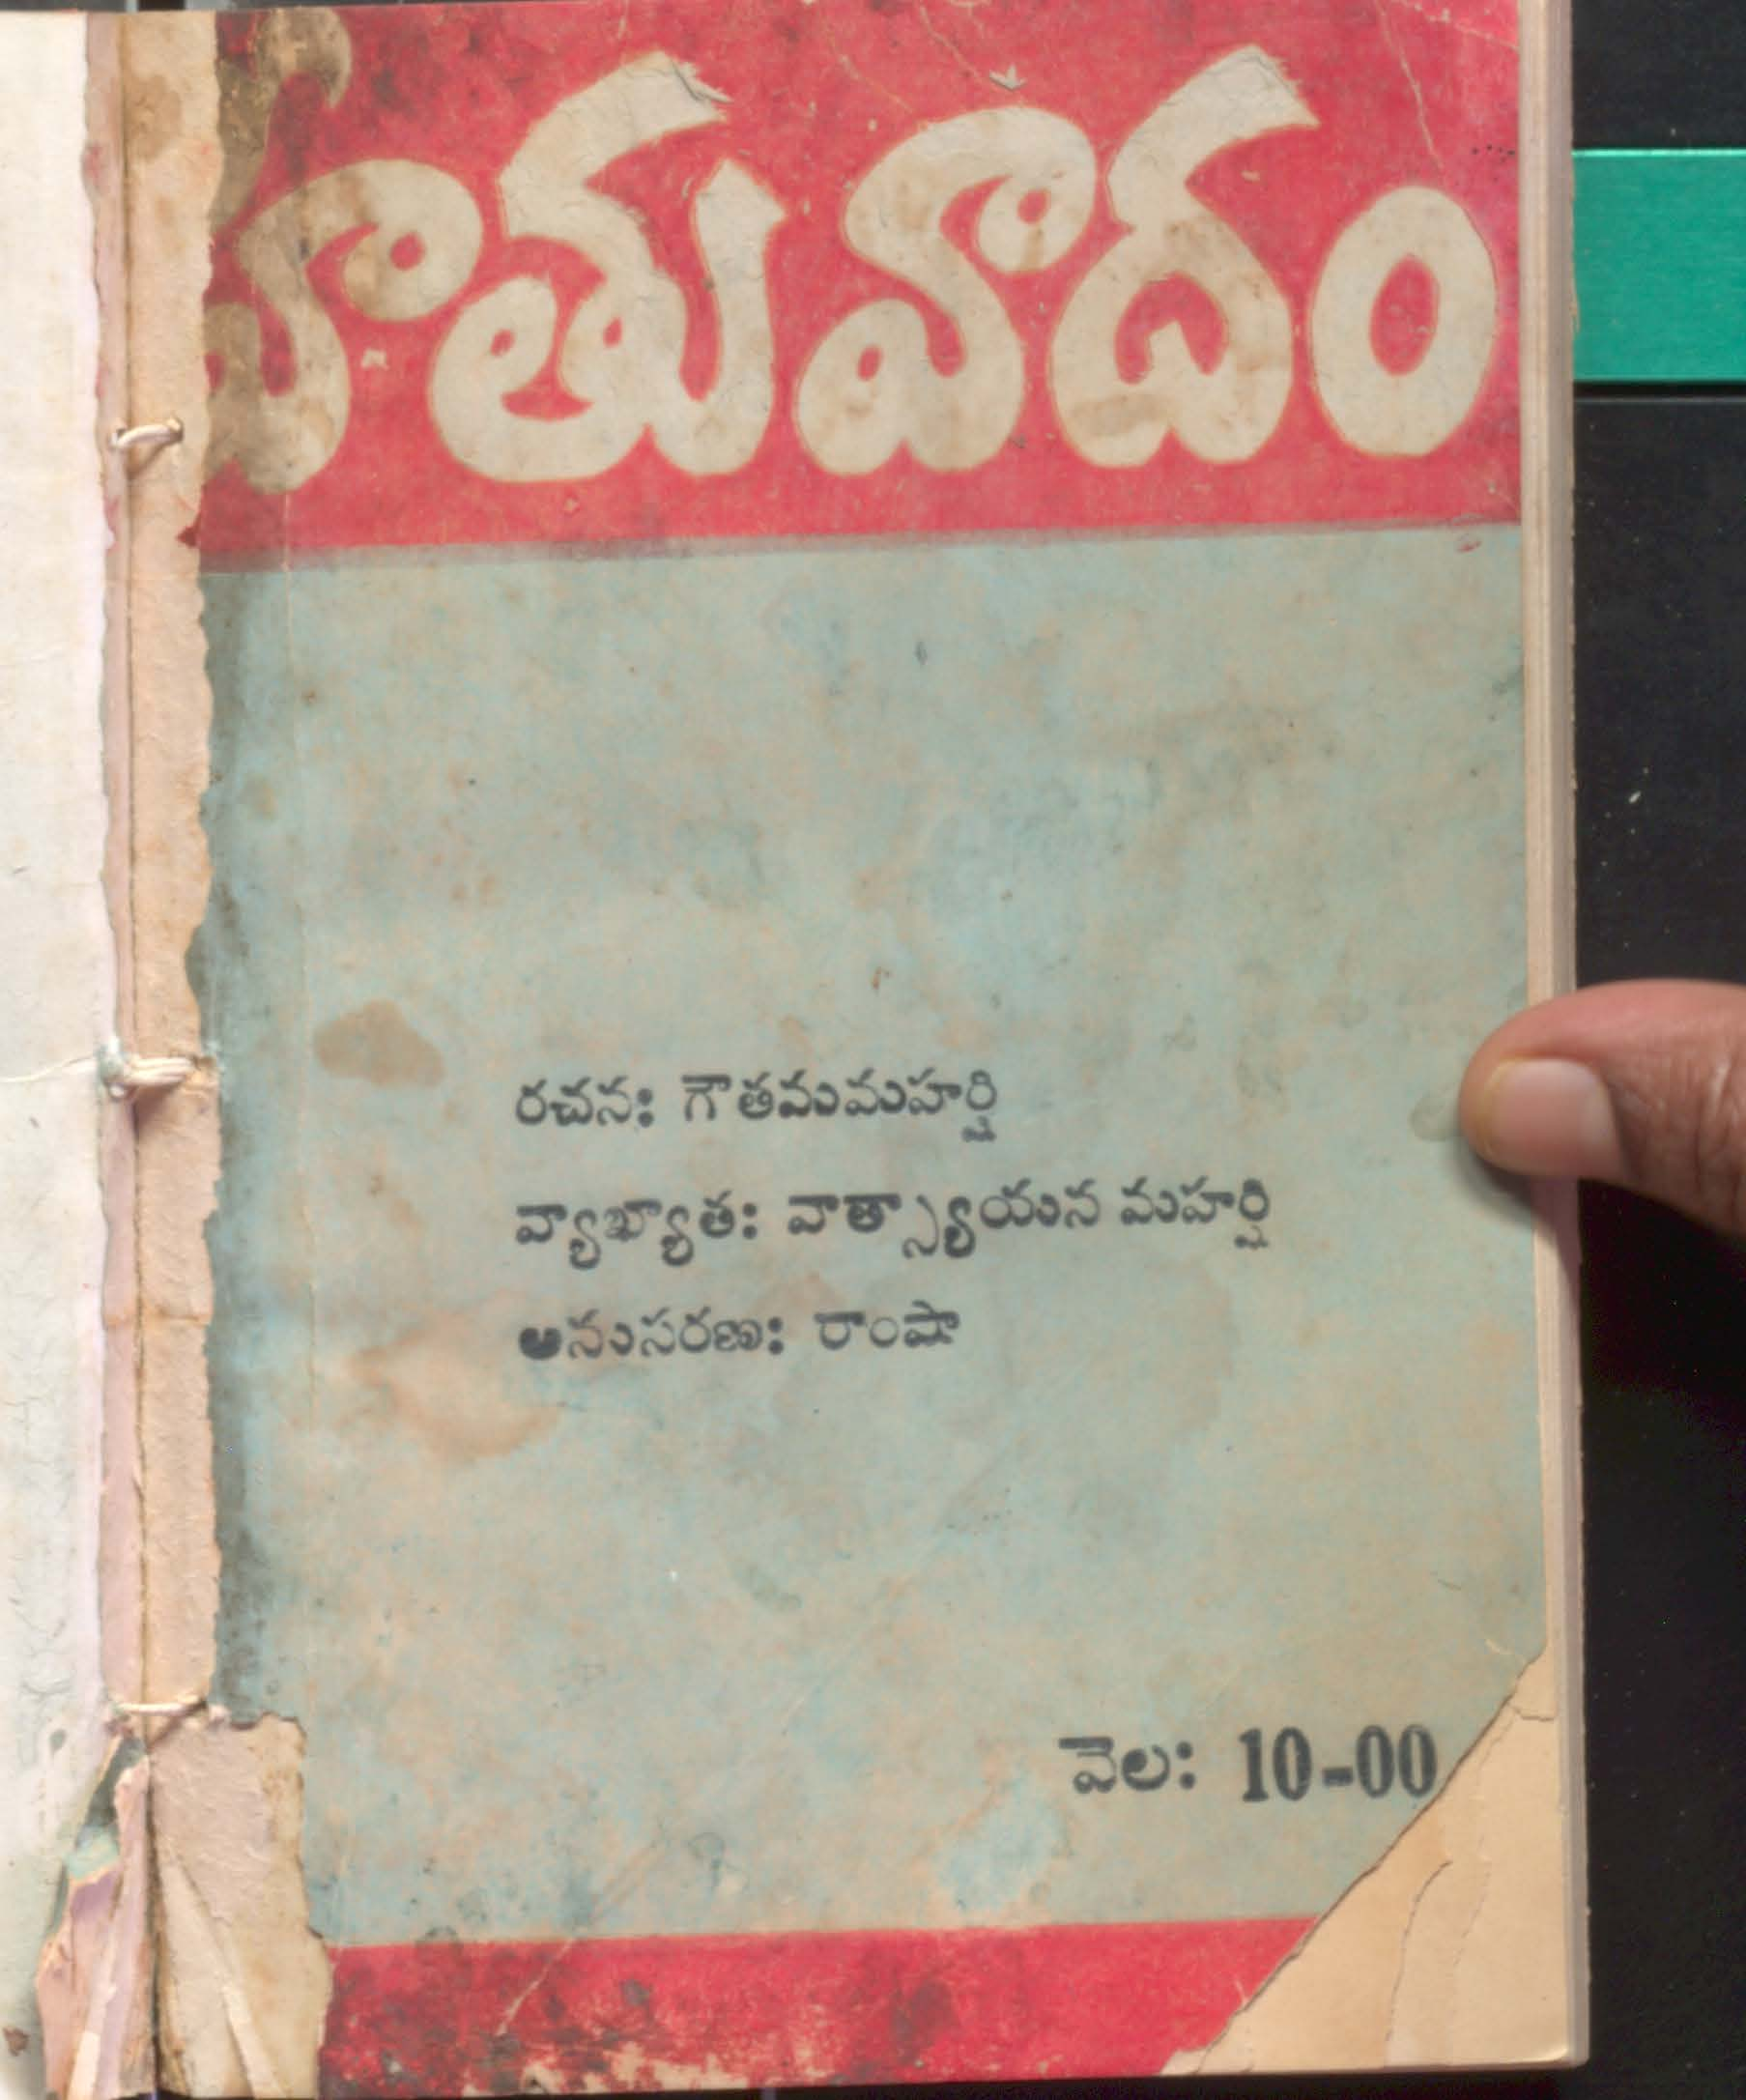 హేతువాదం
రచన: గౌతమమహర్షి
వ్యాఖ్యాత: వాత్స్యాయన మహర్షి
అనుసరణ: రాంషా
వెల: 10-00